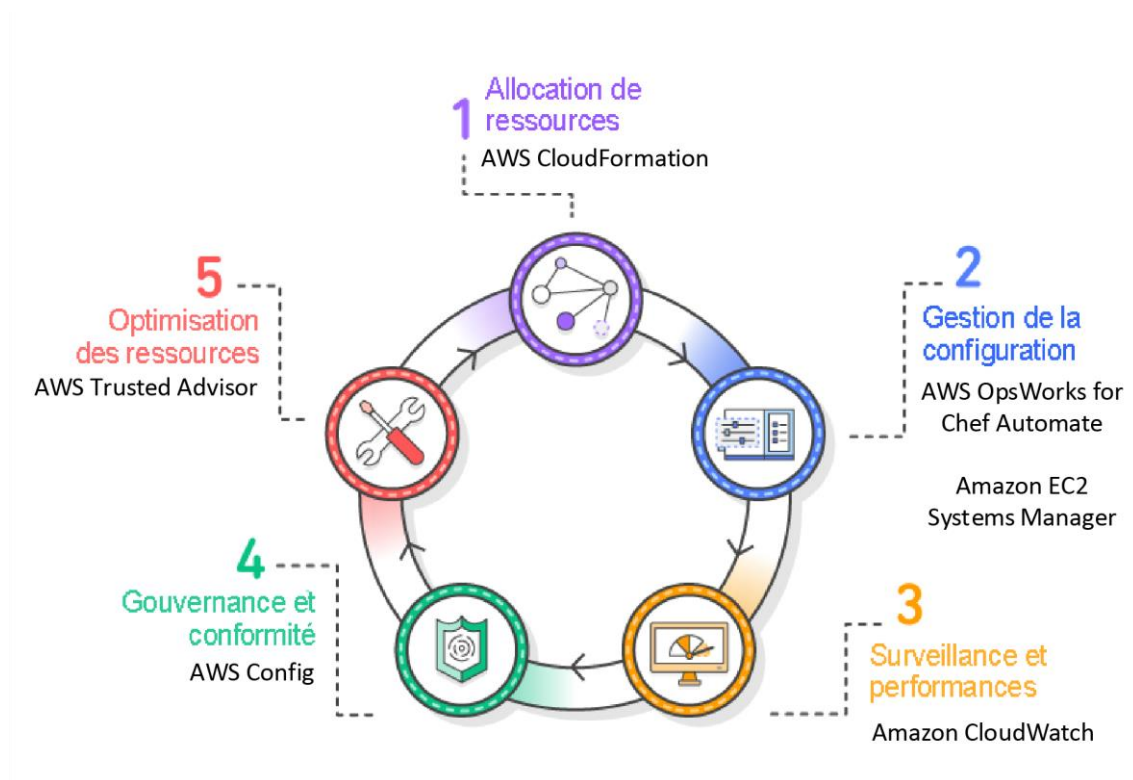 1
Allocation de
ressources
AWS CloudFormation
2
Gestion de la
configuration
AWS OpsWorks for
Chef Automate
Amazon EC2
Systems Manager
3
Surveillance et
performances
Amazon CloudWatch
4
Gouvernance et
conformité
AWS Config
5
Optimisation
des ressources
AWS Trusted Advisor